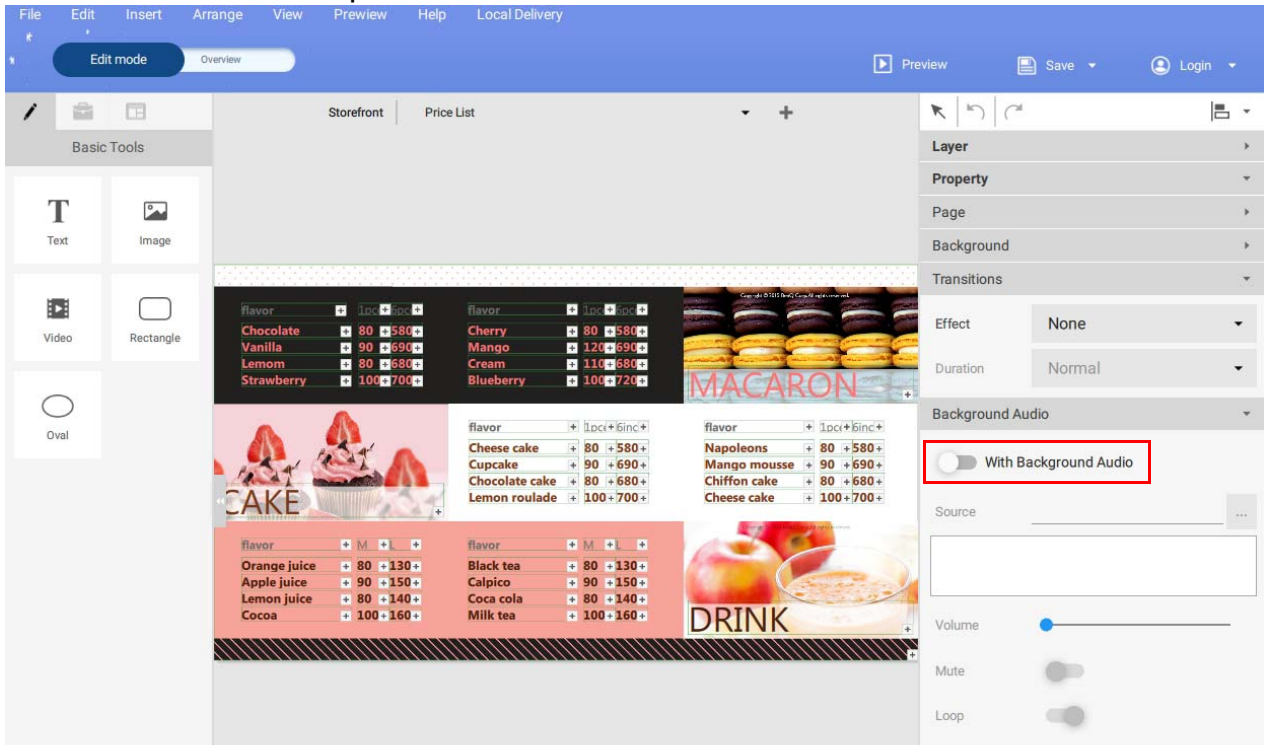 File Edit Insert Arrange View Prewiew Help Local Delivery
Edit mode Overview Preview Save Login
Storefront Price List
Basic Tools
Text Image
Video Rectangle
Oval
flavor 1pc 6pc flavor 1pc 6pc
Chocolate 80 580 Cherry 80 580
Vanilla 90 690 Mango 120 690
Lemom 80 680 Cream 110 680
Strawberry 100 700 Blueberry 100 720
MACARON
flavor 6inc flavor 6inc
Cheese cake 80 580 Napoleons 80 580
Cupcake 90 690 Mango mousse 90 690
Chocolate cake 80 680 Chiffon cake 80 680
Lemon roulade 100 700 Cheese cake 100 700
CAKE
flavor M L flavor M L
Orange juice 80 130 Black tea 80 130
Apple juice 90 150 Calpico 90 150
Lemon juice 80 140 Coca cola 80 140
Cocoa 100 160 Milk tea 100 160
DRINK
Layer
Property
Page
Background
Transitions
Effect None
Duration Normal
Background Audio
With Background Audio
Source ...
Volume
Mute
Loop